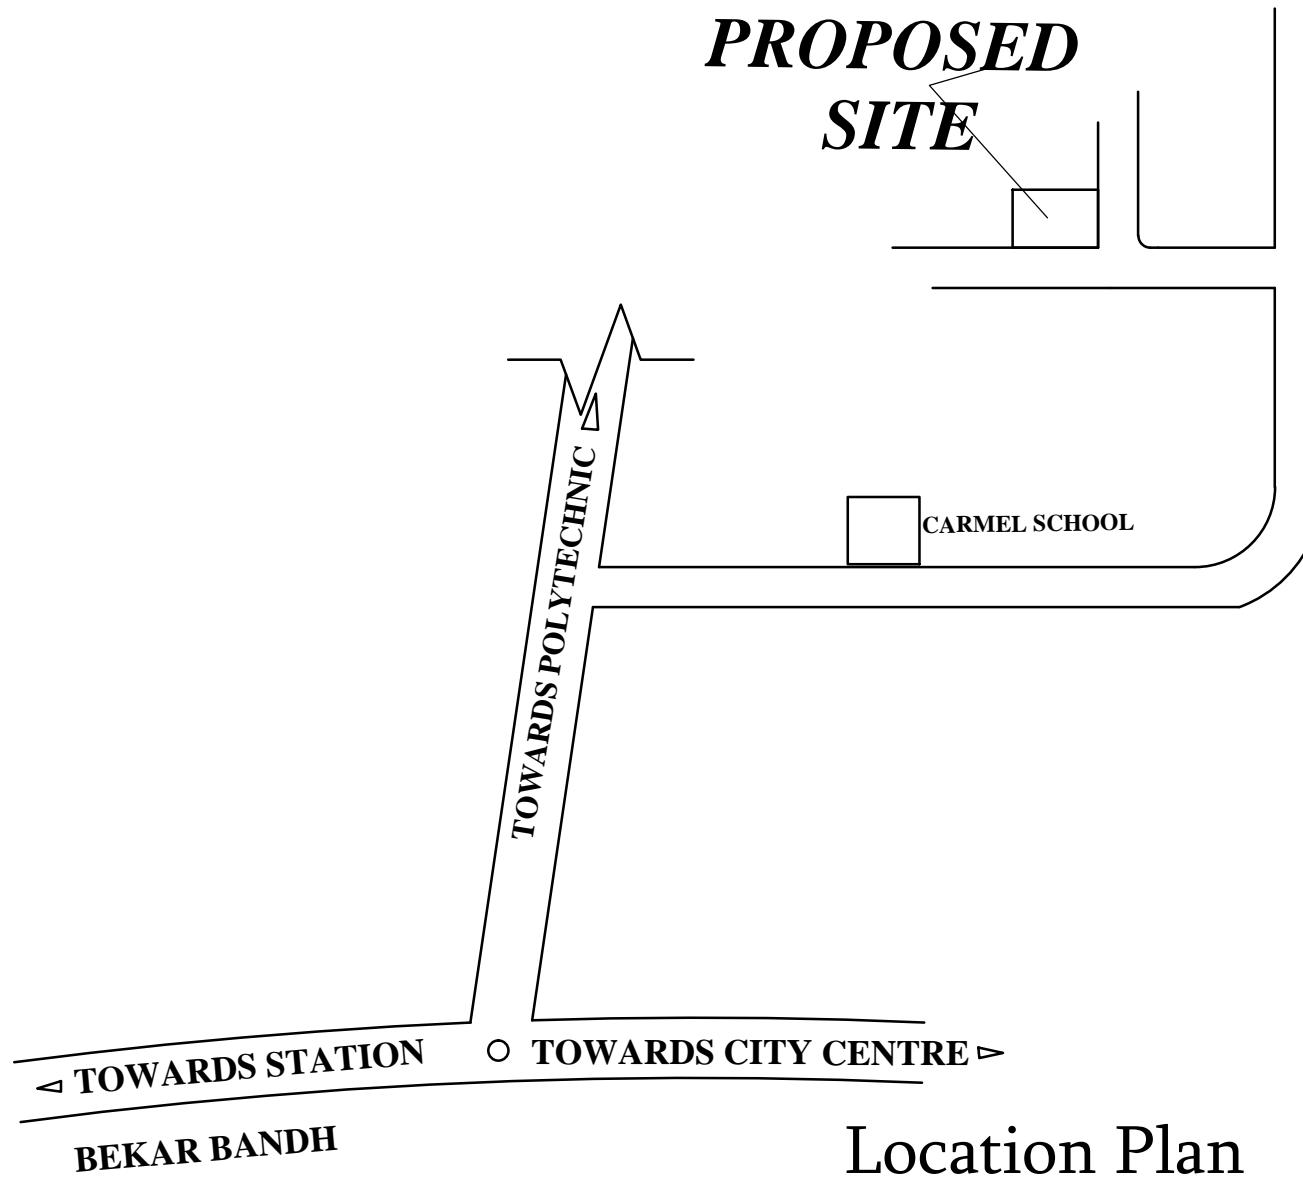 PROPOSED
SITE
CARMEL SCHOOL
TOWARDS POLYTECHNIC
TOWARDS STATION
TOWARDS CITY CENTRE
BEKAR BANDH
Location Plan